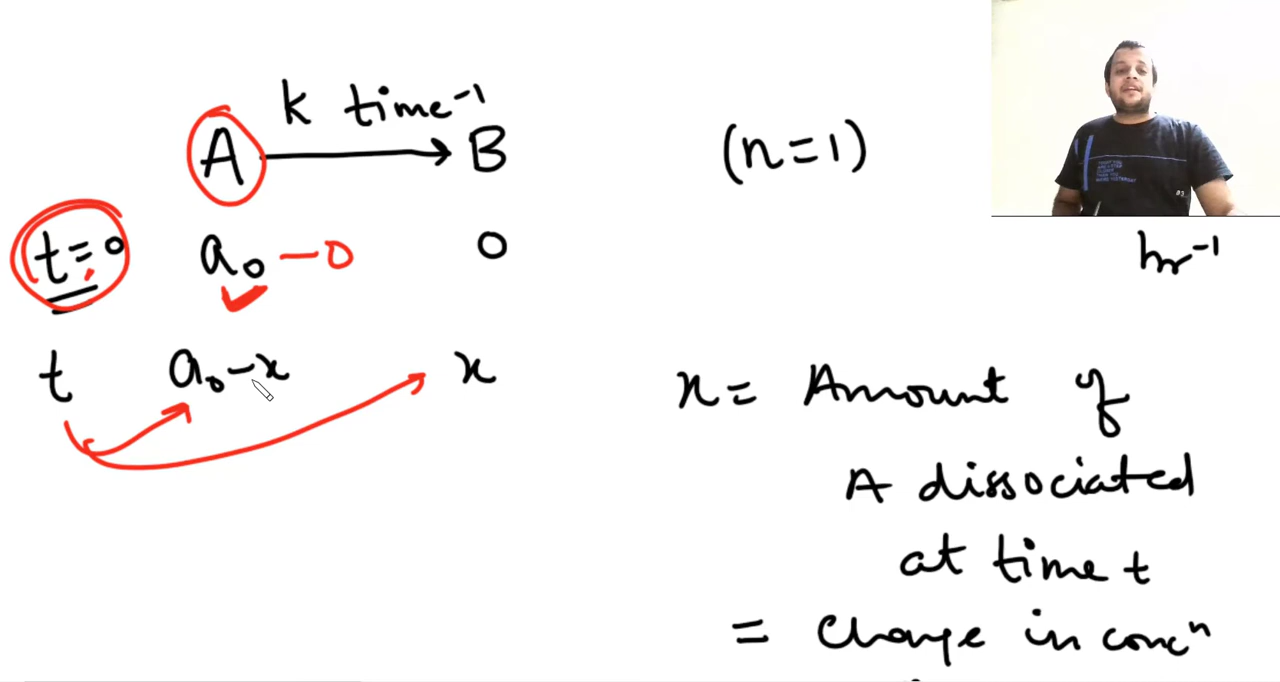 k time⁻¹
A → B (n=1)
t=0 a₀ -0 0
hr⁻¹
t a₀-x x
x = Amount of
A dissociated
at time t
= Change in concⁿ